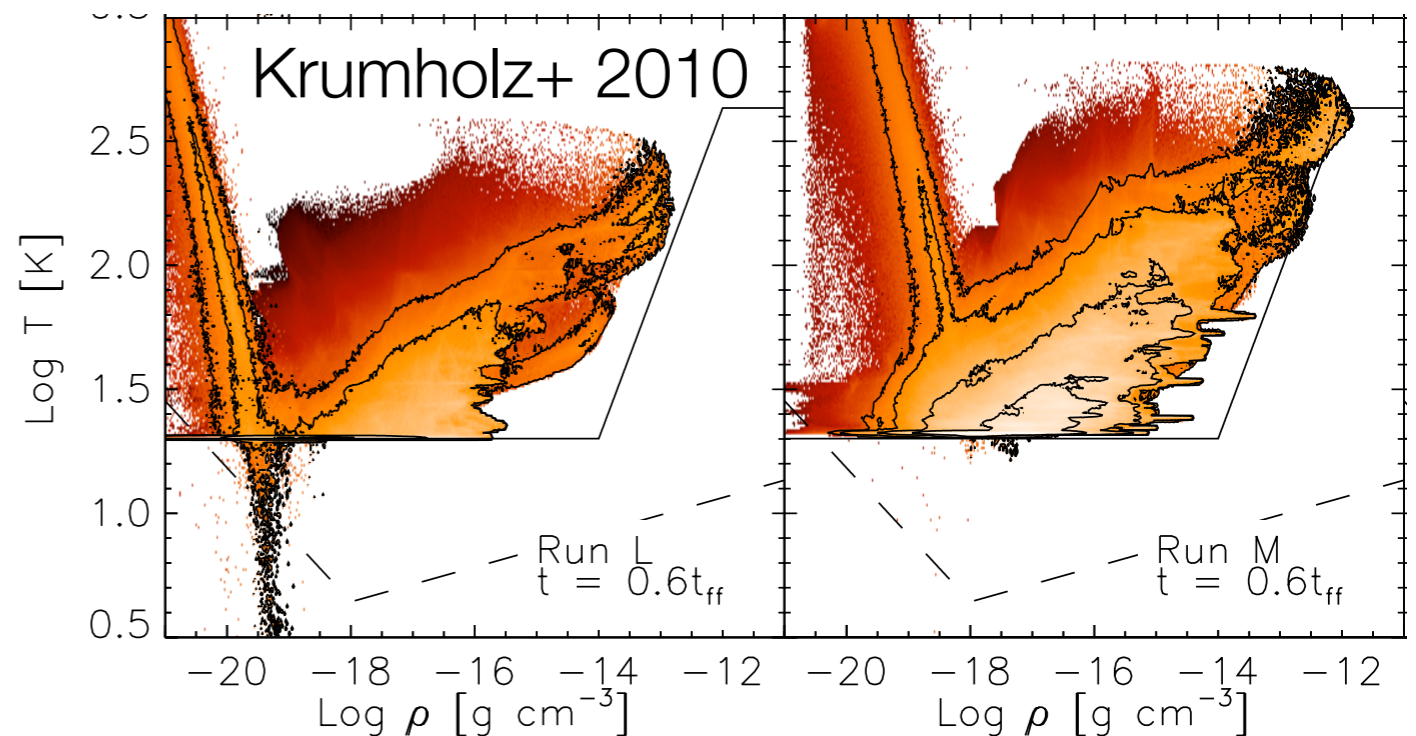 Krumholz+ 2010
Log T [K]
2.5
2.0
1.5
1.0
0.5
Run L
t = 0.6t_ff
Run M
t = 0.6t_ff
−20 −18 −16 −14 −12
−20 −18 −16 −14 −12
Log ρ [g cm⁻³]
Log ρ [g cm⁻³]